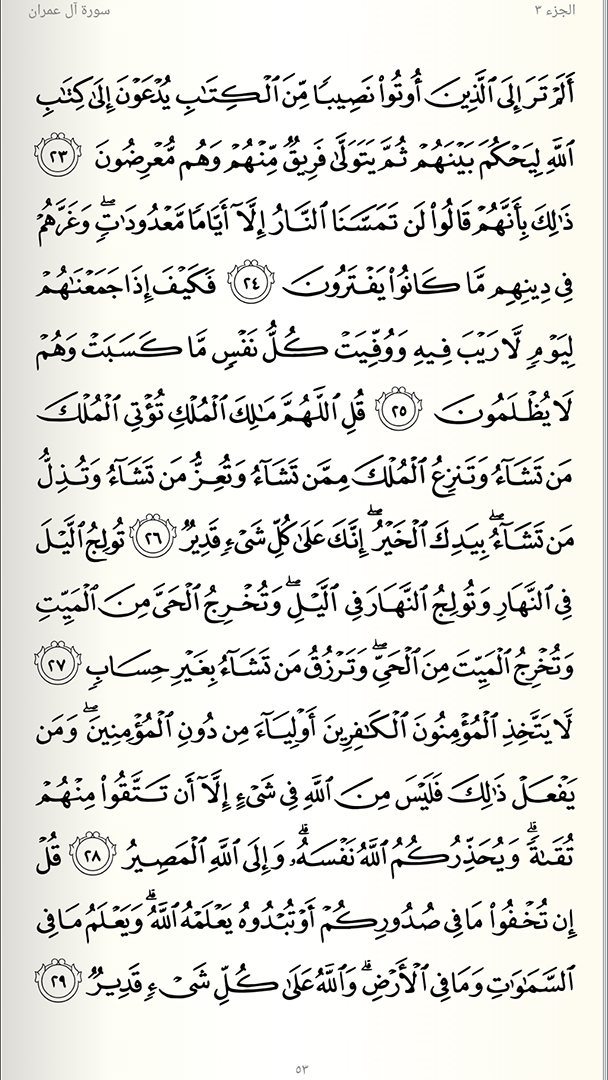 الجزء ٣
سورة آل عمران
أَلَمۡ تَرَ إِلَى ٱلَّذِينَ أُوتُواْ نَصِيبٗا مِّنَ ٱلۡكِتَٰبِ يُدۡعَوۡنَ إِلَىٰ كِتَٰبِ
ٱللَّهِ لِيَحۡكُمَ بَيۡنَهُمۡ ثُمَّ يَتَوَلَّىٰ فَرِيقٞ مِّنۡهُمۡ وَهُم مُّعۡرِضُونَ ٢٣
ذَٰلِكَ بِأَنَّهُمۡ قَالُواْ لَن تَمَسَّنَا ٱلنَّارُ إِلَّآ أَيَّامٗا مَّعۡدُودَٰتٖۖ وَغَرَّهُمۡ
فِي دِينِهِم مَّا كَانُواْ يَفۡتَرُونَ ٢٤ فَكَيۡفَ إِذَا جَمَعۡنَٰهُمۡ
لِيَوۡمٖ لَّا رَيۡبَ فِيهِ وَوُفِّيَتۡ كُلُّ نَفۡسٖ مَّا كَسَبَتۡ وَهُمۡ
لَا يُظۡلَمُونَ ٢٥ قُلِ ٱللَّهُمَّ مَٰلِكَ ٱلۡمُلۡكِ تُؤۡتِي ٱلۡمُلۡكَ
مَن تَشَآءُ وَتَنزِعُ ٱلۡمُلۡكَ مِمَّن تَشَآءُ وَتُعِزُّ مَن تَشَآءُ وَتُذِلُّ
مَن تَشَآءُۖ بِيَدِكَ ٱلۡخَيۡرُۖ إِنَّكَ عَلَىٰ كُلِّ شَيۡءٖ قَدِيرٞ ٢٦ تُولِجُ ٱلَّيۡلَ
فِي ٱلنَّهَارِ وَتُولِجُ ٱلنَّهَارَ فِي ٱلَّيۡلِۖ وَتُخۡرِجُ ٱلۡحَيَّ مِنَ ٱلۡمَيِّتِ
وَتُخۡرِجُ ٱلۡمَيِّتَ مِنَ ٱلۡحَيِّۖ وَتَرۡزُقُ مَن تَشَآءُ بِغَيۡرِ حِسَابٖ ٢٧
لَّا يَتَّخِذِ ٱلۡمُؤۡمِنُونَ ٱلۡكَٰفِرِينَ أَوۡلِيَآءَ مِن دُونِ ٱلۡمُؤۡمِنِينَۖ وَمَن
يَفۡعَلۡ ذَٰلِكَ فَلَيۡسَ مِنَ ٱللَّهِ فِي شَيۡءٍ إِلَّآ أَن تَتَّقُواْ مِنۡهُمۡ
تُقَىٰةٗۗ وَيُحَذِّرُكُمُ ٱللَّهُ نَفۡسَهُۥۗ وَإِلَى ٱللَّهِ ٱلۡمَصِيرُ ٢٨ قُلۡ
إِن تُخۡفُواْ مَا فِي صُدُورِكُمۡ أَوۡ تُبۡدُوهُ يَعۡلَمۡهُ ٱللَّهُۗ وَيَعۡلَمُ مَا فِي
ٱلسَّمَٰوَٰتِ وَمَا فِي ٱلۡأَرۡضِۗ وَٱللَّهُ عَلَىٰ كُلِّ شَيۡءٖ قَدِيرٞ ٢٩
٥٣